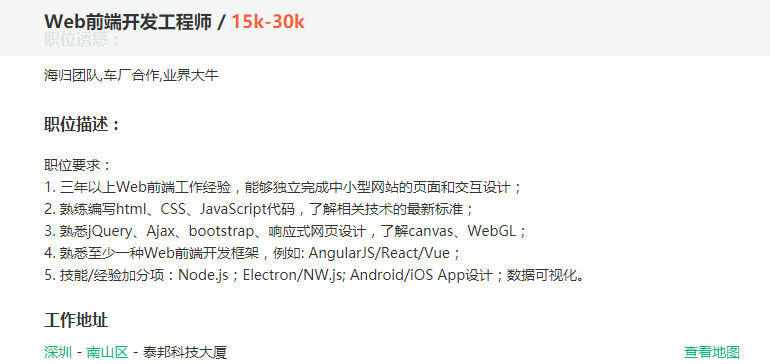 Web前端开发工程师 / 15k-30k
职位诱惑：
海归团队,车厂合作,业界大牛
职位描述：
职位要求：
1. 三年以上Web前端工作经验，能够独立完成中小型网站的页面和交互设计；
2. 熟练编写html、CSS、JavaScript代码，了解相关技术的最新标准；
3. 熟悉jQuery、Ajax、bootstrap、响应式网页设计，了解canvas、WebGL；
4. 熟悉至少一种Web前端开发框架，例如: AngularJS/React/Vue；
5. 技能/经验加分项：Node.js；Electron/NW.js; Android/iOS App设计；数据可视化。
工作地址
深圳 - 南山区 - 泰邦科技大厦 查看地图